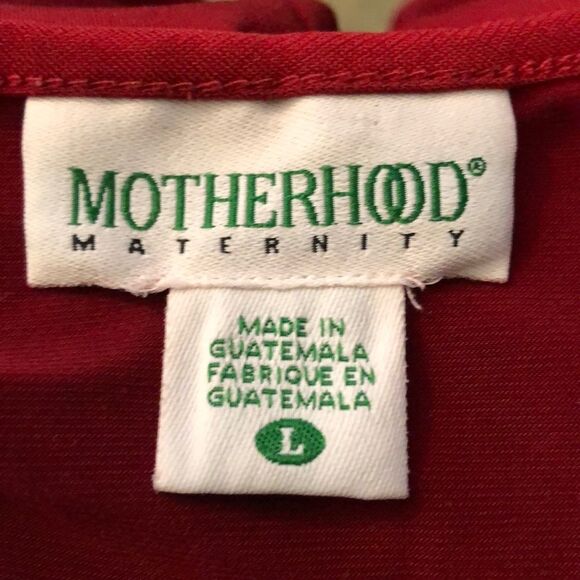 MOTHERHOOD®
MATERNITY
MADE IN
GUATEMALA
FABRIQUE EN
GUATEMALA
L